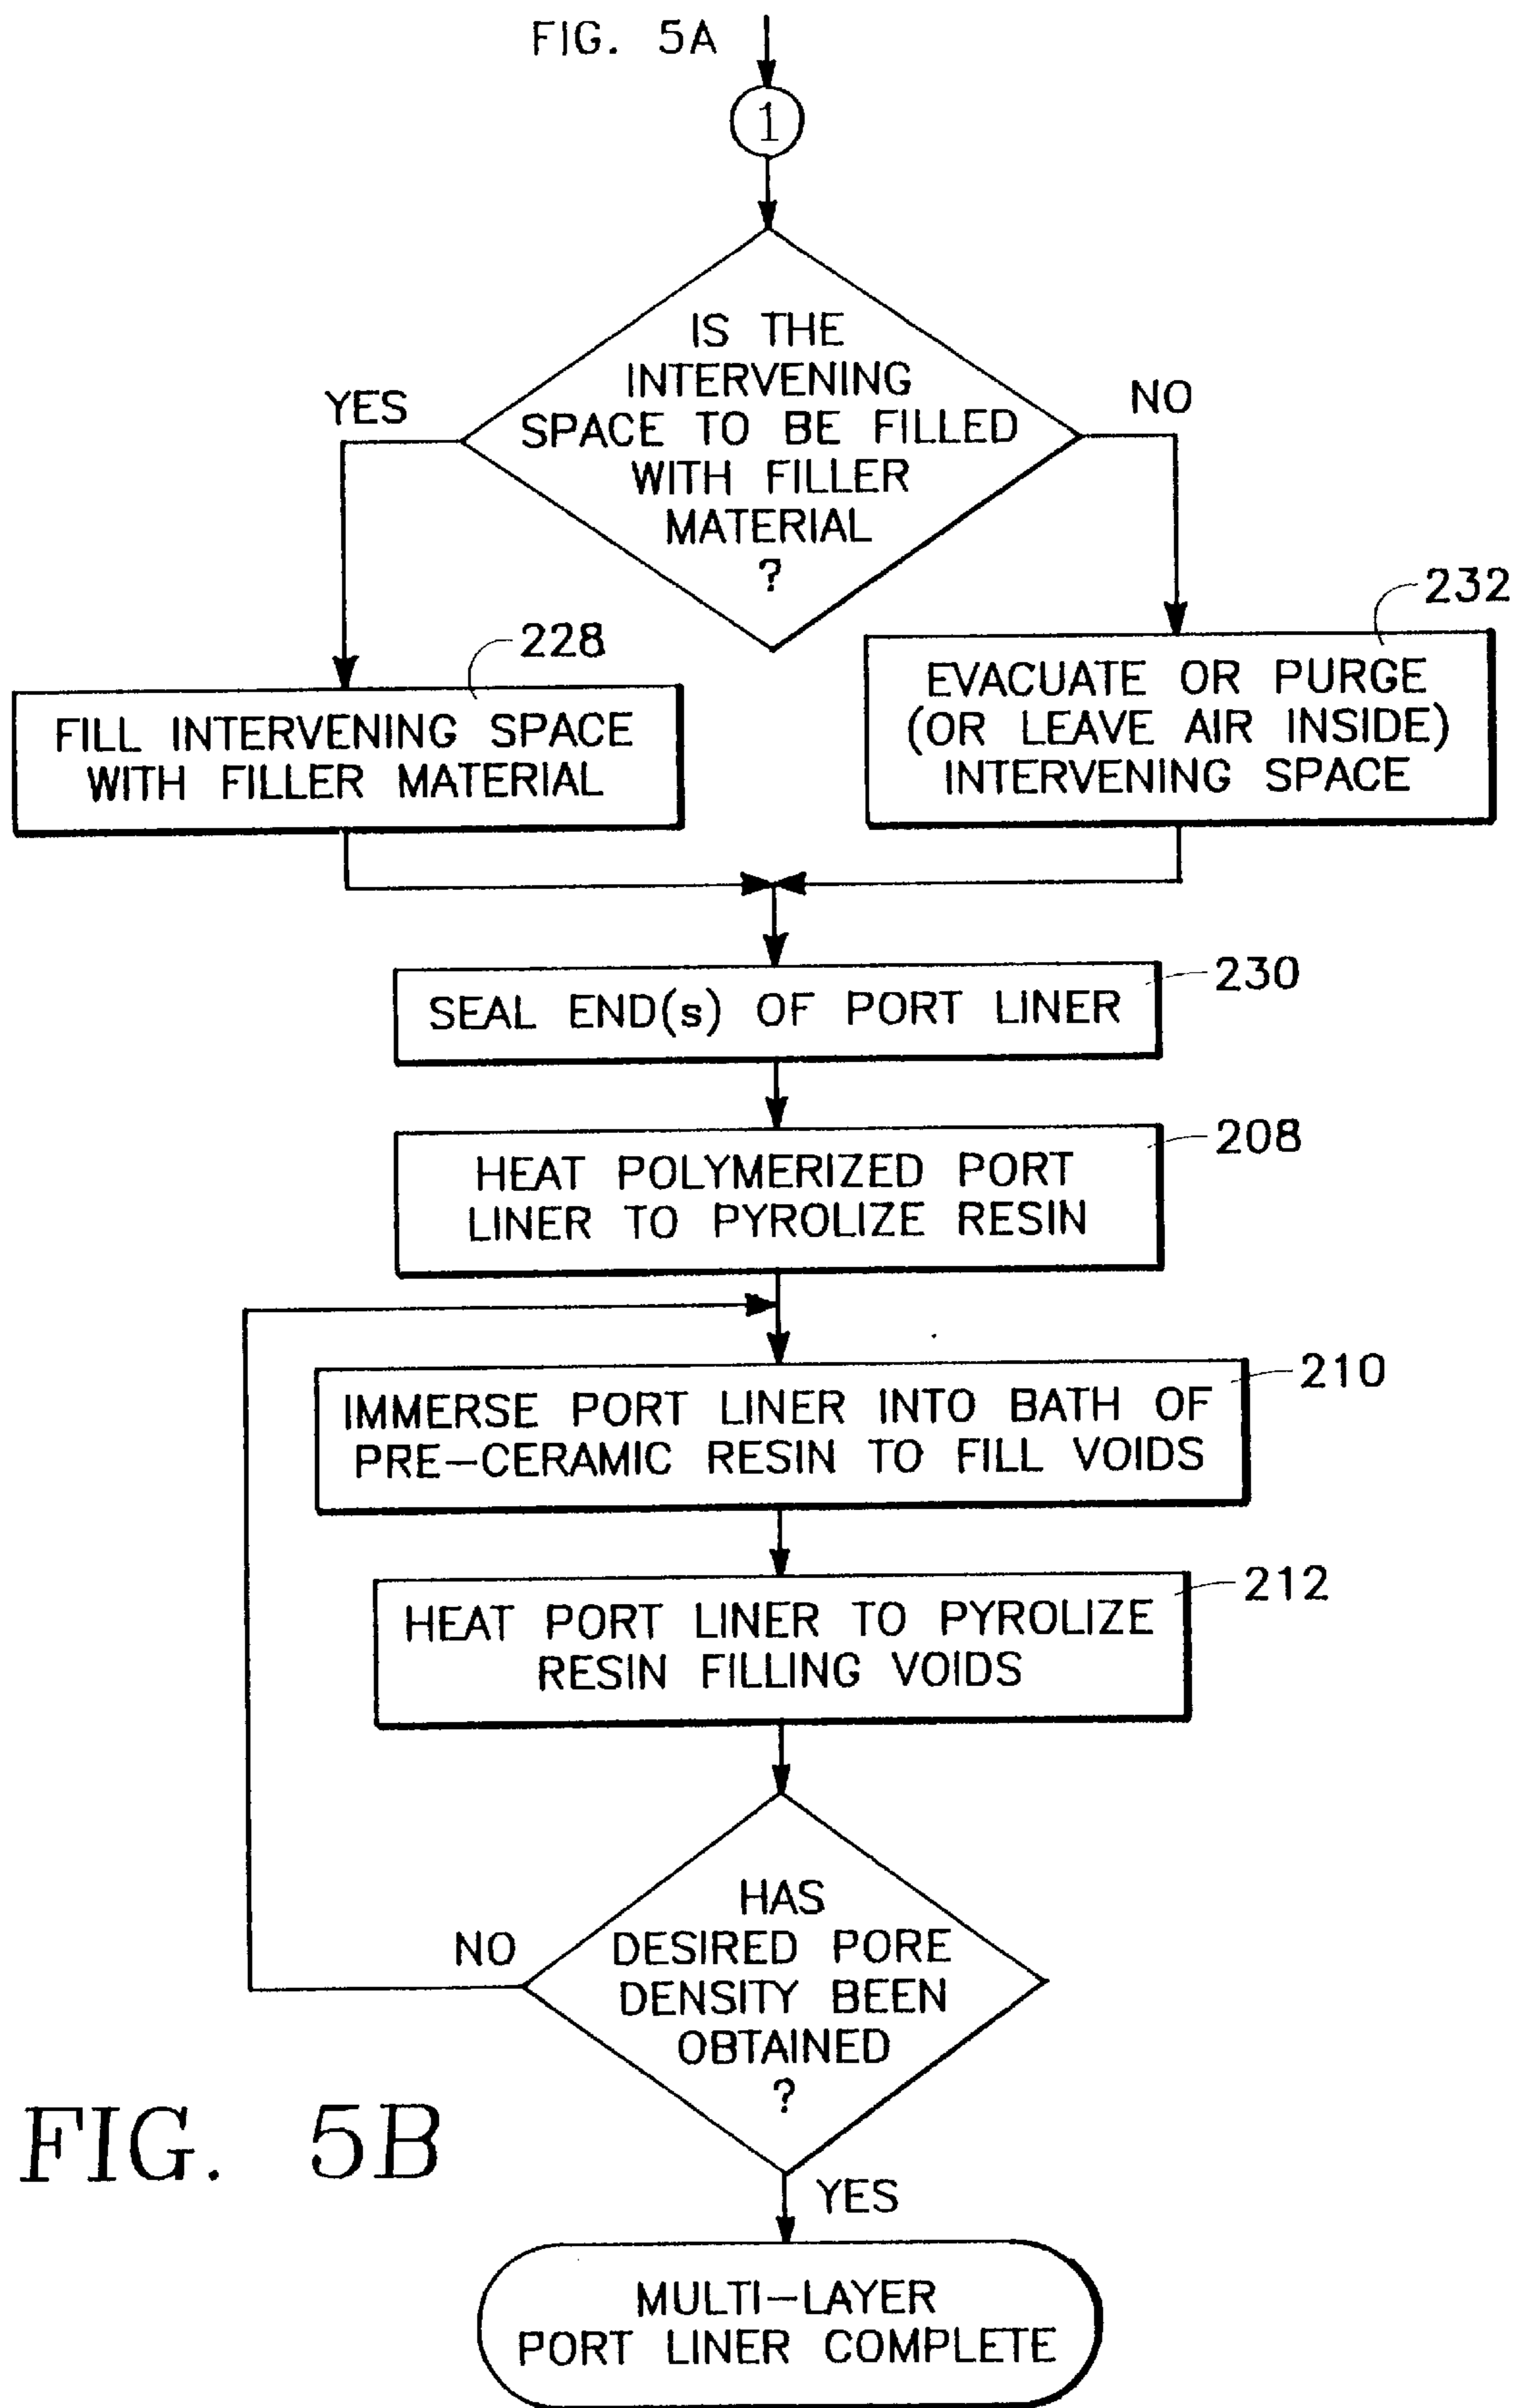 FIG. 5A
1
IS THE
INTERVENING
SPACE TO BE FILLED
WITH FILLER
MATERIAL
?
YES
NO
228
FILL INTERVENING SPACE
WITH FILLER MATERIAL
232
EVACUATE OR PURGE
(OR LEAVE AIR INSIDE)
INTERVENING SPACE
230
SEAL END(s) OF PORT LINER
208
HEAT POLYMERIZED PORT
LINER TO PYROLIZE RESIN
210
IMMERSE PORT LINER INTO BATH OF
PRE-CERAMIC RESIN TO FILL VOIDS
212
HEAT PORT LINER TO PYROLIZE
RESIN FILLING VOIDS
HAS
DESIRED PORE
DENSITY BEEN
OBTAINED
?
NO
YES
FIG. 5B
MULTI-LAYER
PORT LINER COMPLETE